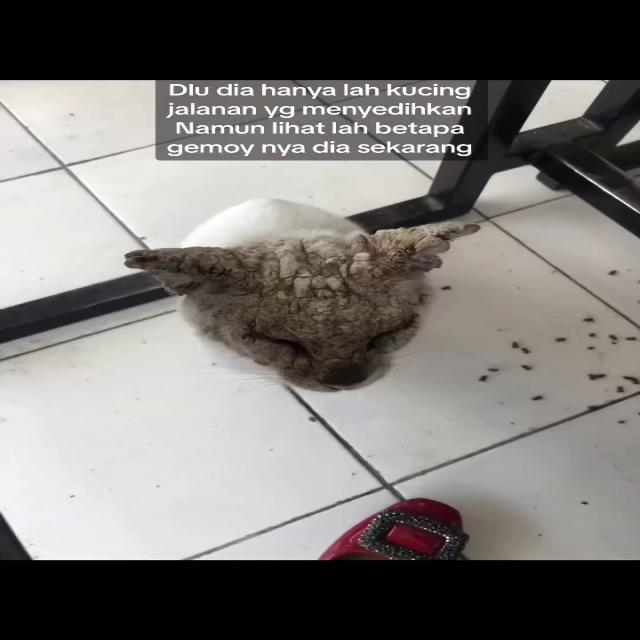 Dlu dia hanya lah kucing
jalanan yg menyedihkan
Namun lihat lah betapa
gemoy nya dia sekarang